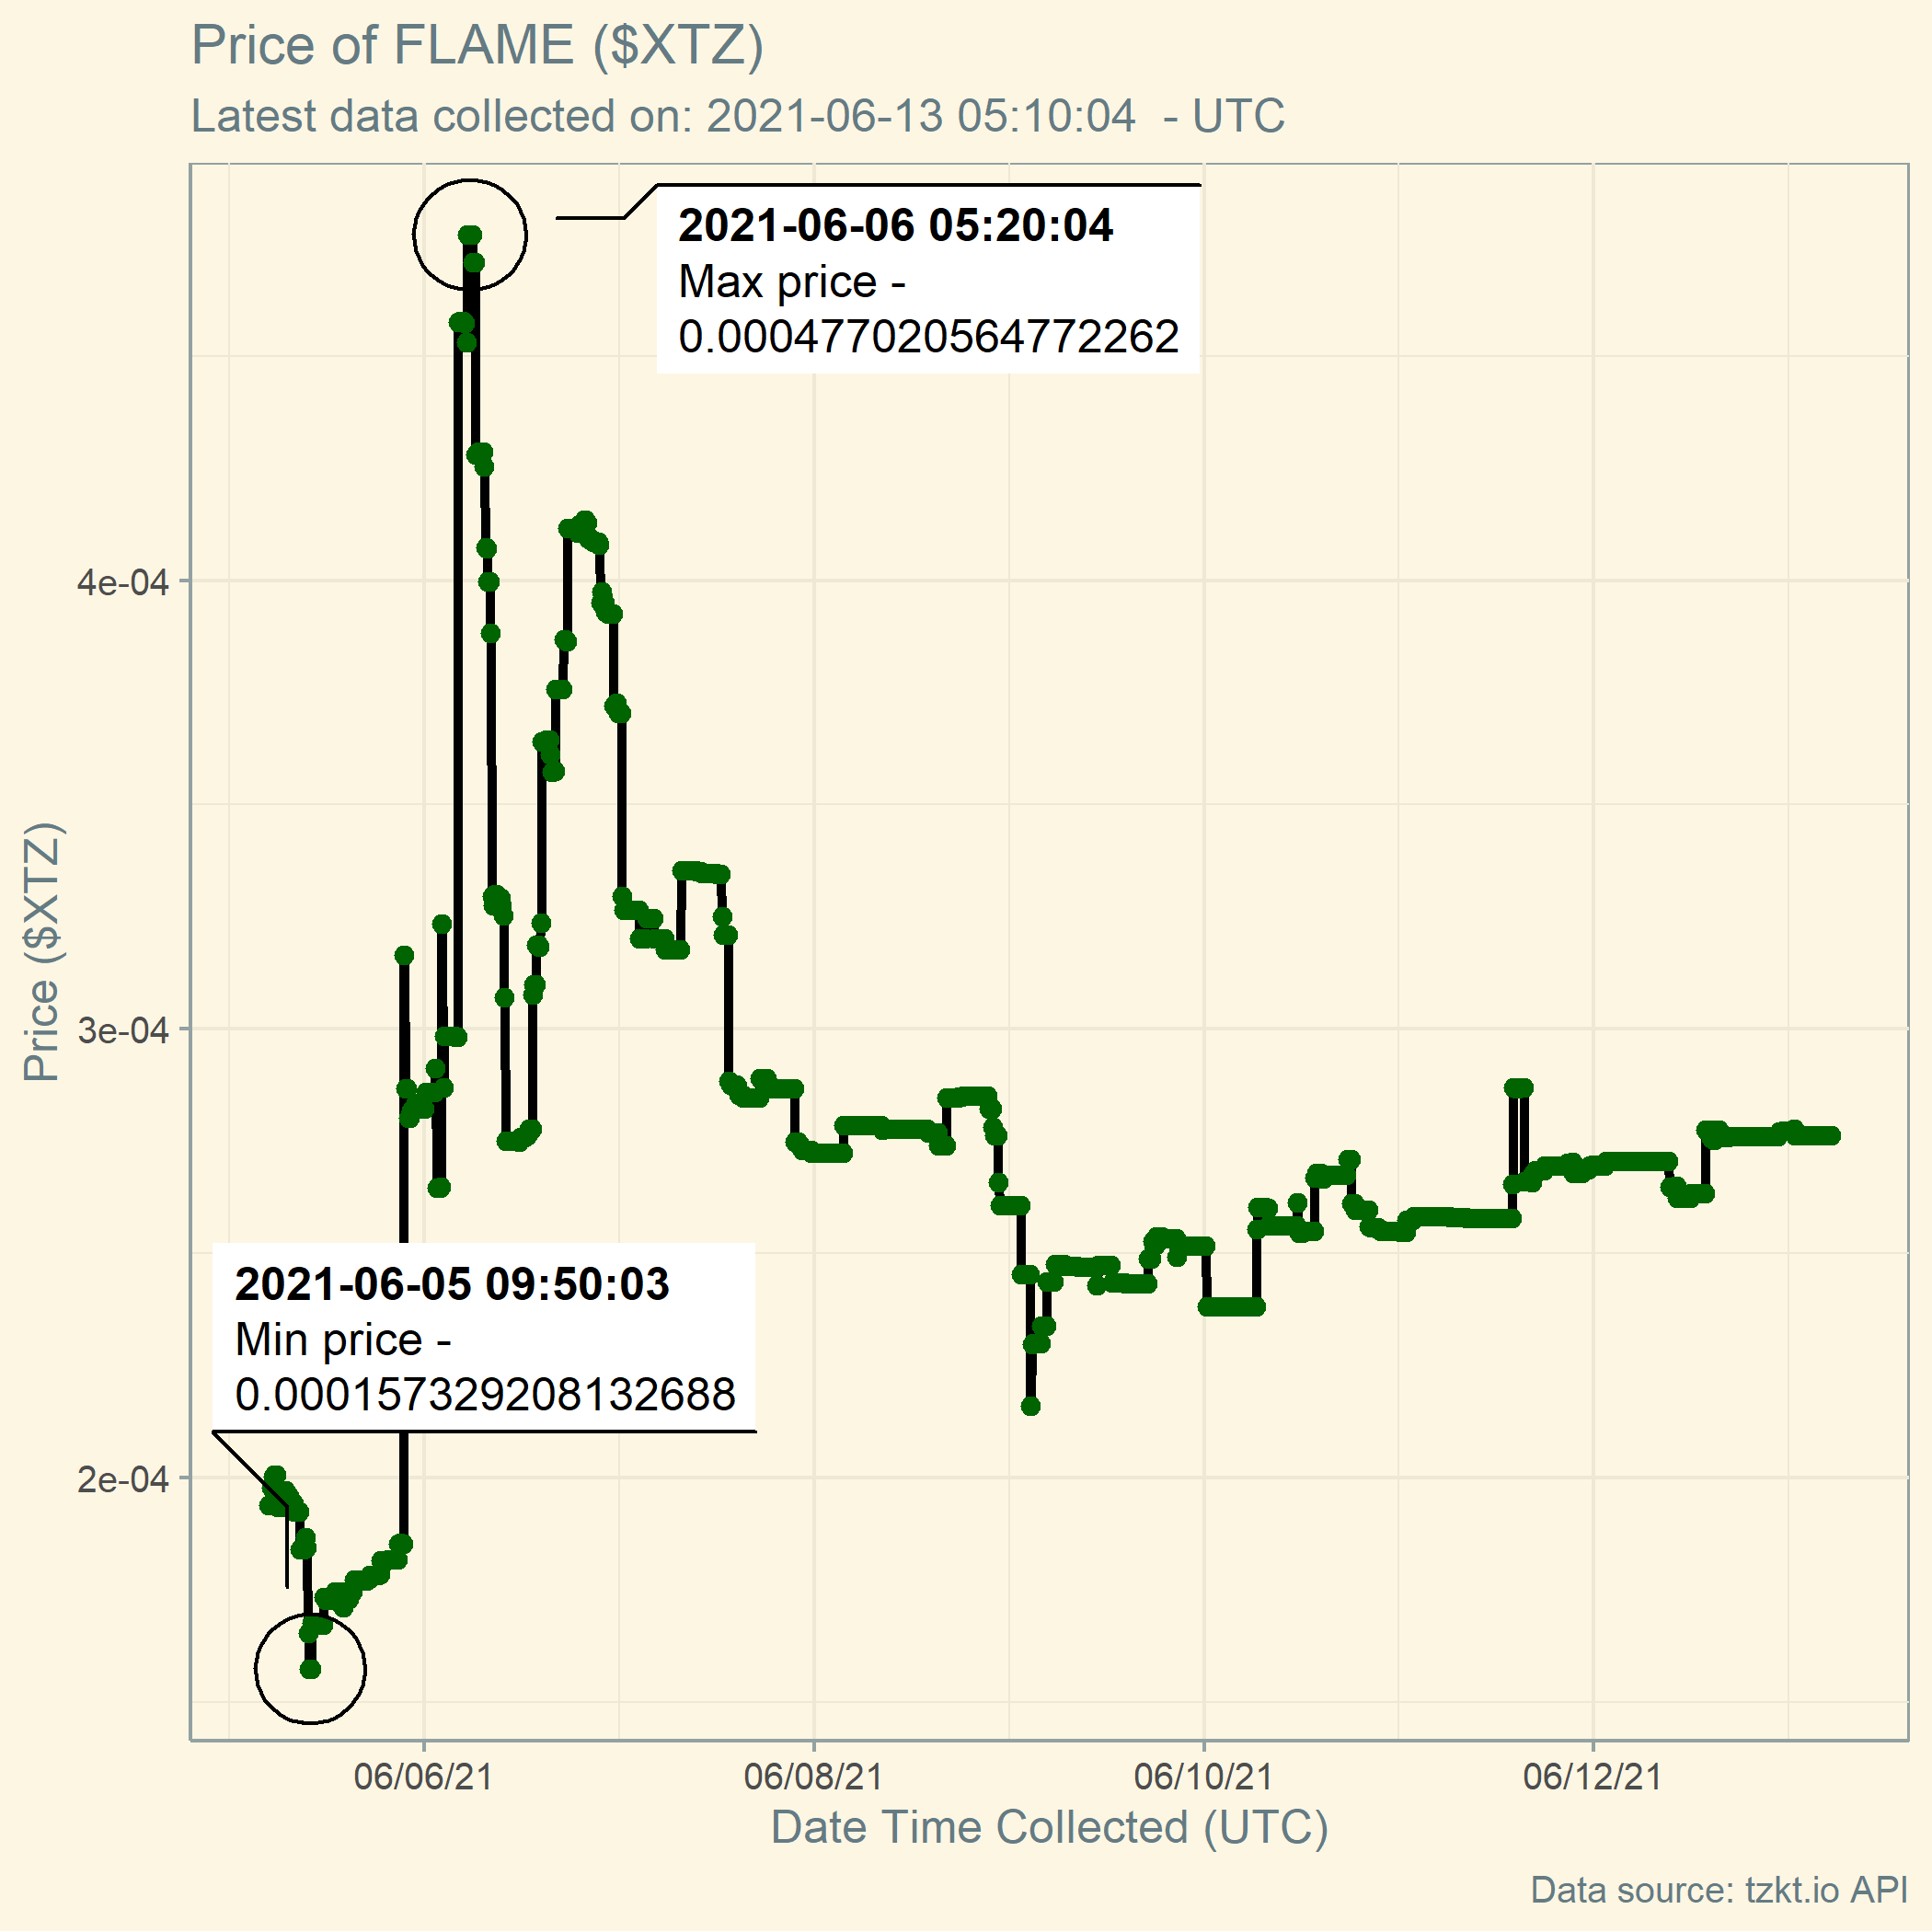 Price of FLAME ($XTZ)
Latest data collected on: 2021-06-13 05:10:04  - UTC
2021-06-06 05:20:04
Max price -
0.000477020564772262
4e-04
3e-04
2e-04
Price ($XTZ)
2021-06-05 09:50:03
Min price -
0.000157329208132688
06/06/21
06/08/21
06/10/21
06/12/21
Date Time Collected (UTC)
Data source: tzkt.io API